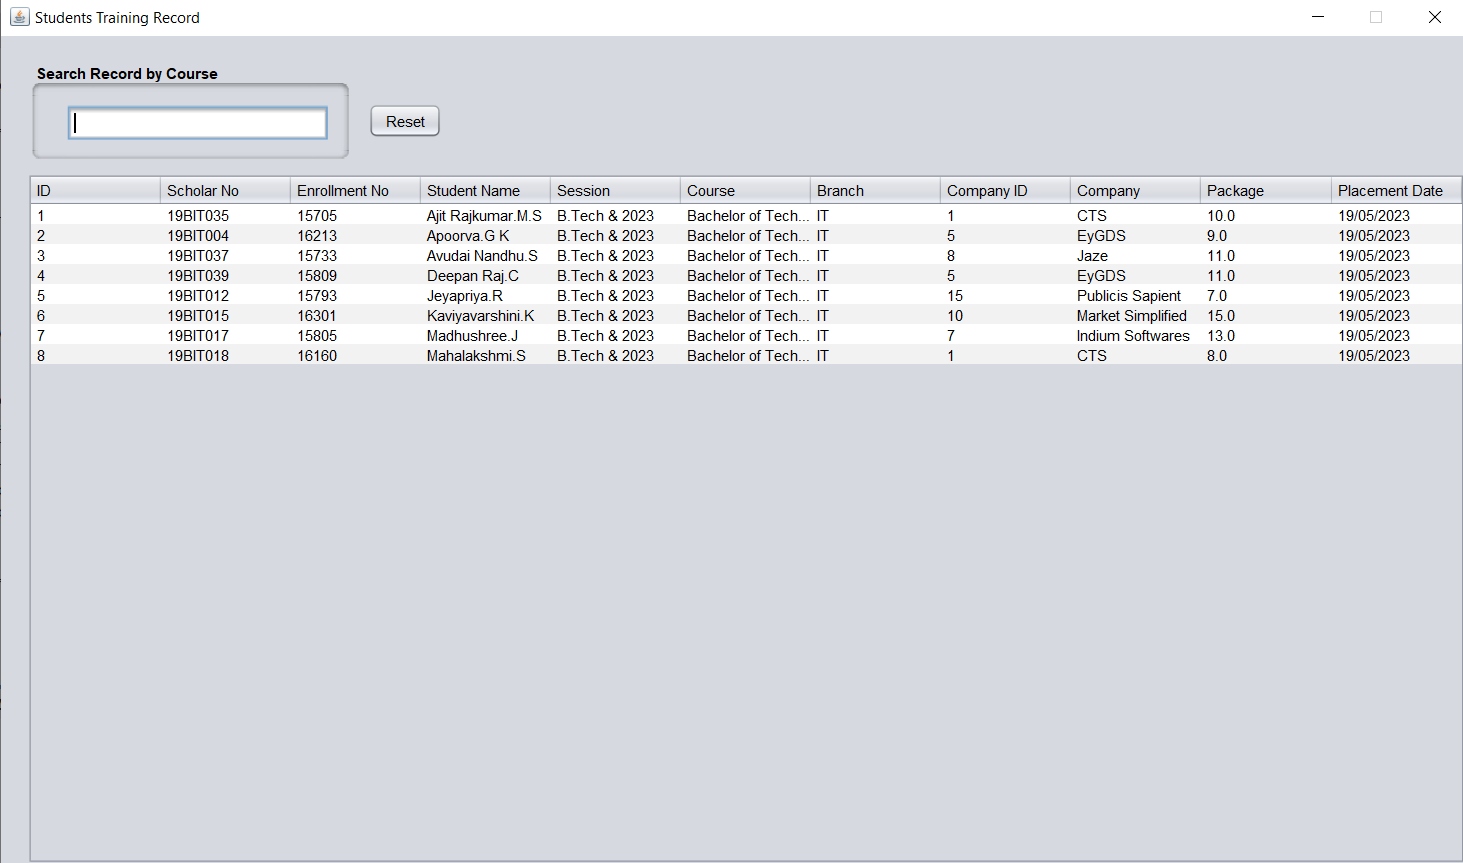 Students Training Record
Search Record by Course
Reset
ID Scholar No Enrollment No Student Name Session Course Branch Company ID Company Package Placement Date
1 19BIT035 15705 Ajit Rajkumar.M.S B.Tech & 2023 Bachelor of Tech... IT 1 CTS 10.0 19/05/2023
2 19BIT004 16213 Apoorva.G K B.Tech & 2023 Bachelor of Tech... IT 5 EyGDS 9.0 19/05/2023
3 19BIT037 15733 Avudai Nandhu.S B.Tech & 2023 Bachelor of Tech... IT 8 Jaze 11.0 19/05/2023
4 19BIT039 15809 Deepan Raj.C B.Tech & 2023 Bachelor of Tech... IT 5 EyGDS 11.0 19/05/2023
5 19BIT012 15793 Jeyapriya.R B.Tech & 2023 Bachelor of Tech... IT 15 Publicis Sapient 7.0 19/05/2023
6 19BIT015 16301 Kaviyavarshini.K B.Tech & 2023 Bachelor of Tech... IT 10 Market Simplified 15.0 19/05/2023
7 19BIT017 15805 Madhushree.J B.Tech & 2023 Bachelor of Tech... IT 7 Indium Softwares 13.0 19/05/2023
8 19BIT018 16160 Mahalakshmi.S B.Tech & 2023 Bachelor of Tech... IT 1 CTS 8.0 19/05/2023